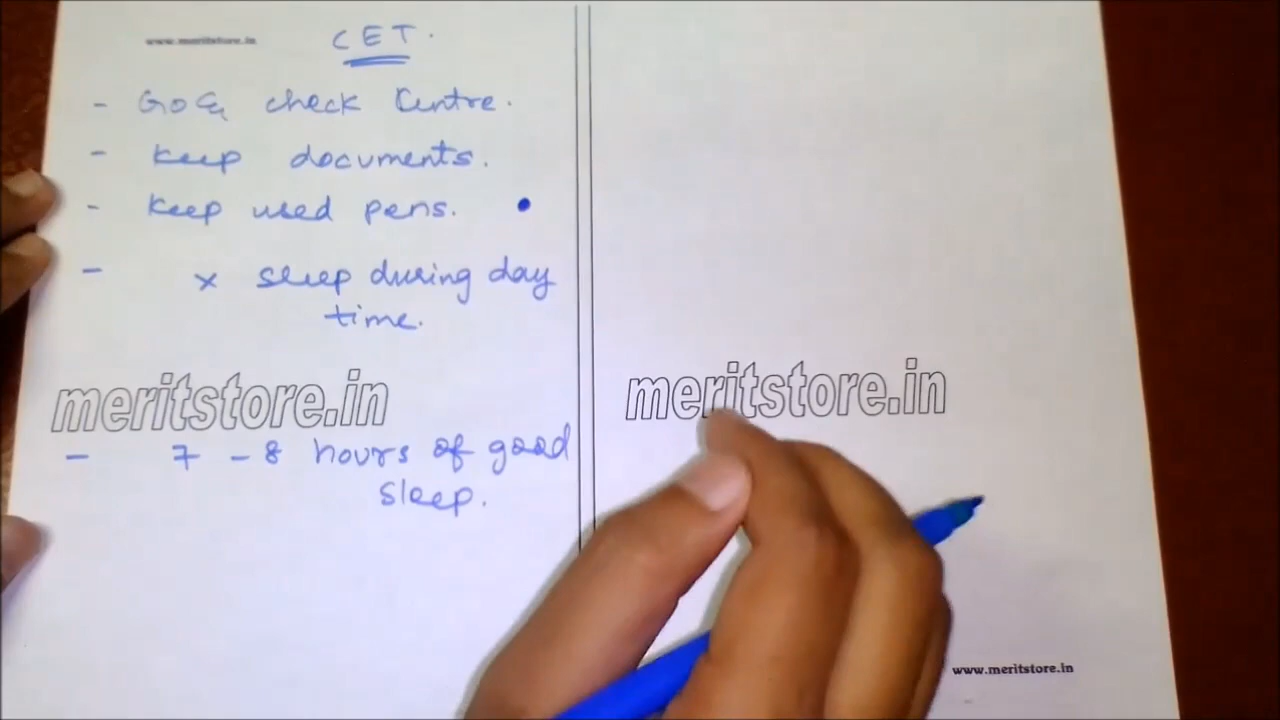 www.meritstore.in
CET.
- Go & check Centre.
- keep documents.
- keep used pens.
- x sleep during day
time.
meritstore.in
- 7 - 8 hours of good
sleep.
meritstore.in
www.meritstore.in